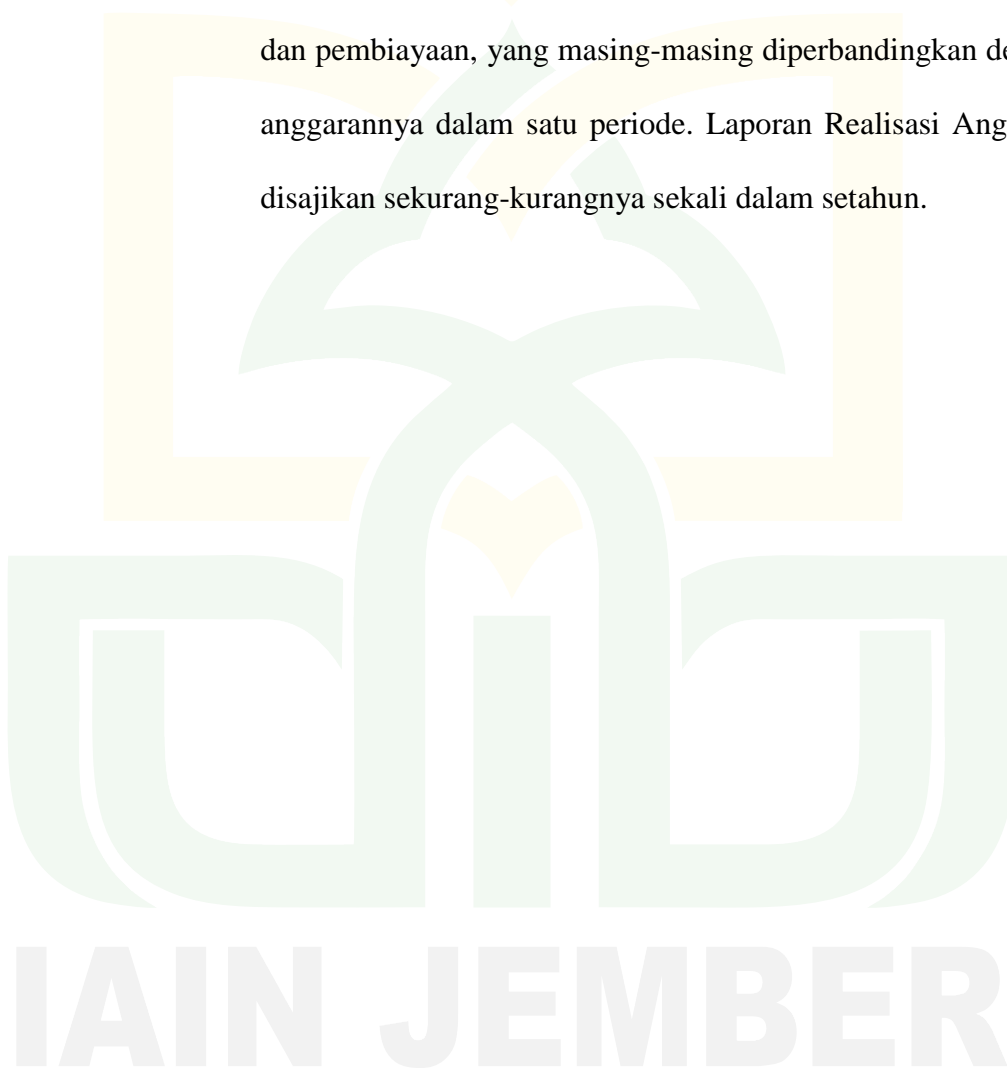 dan pembiayaan, yang masing-masing diperbandingkan de
anggarannya dalam satu periode. Laporan Realisasi Ang
disajikan sekurang-kurangnya sekali dalam setahun.
IAIN JEMBER